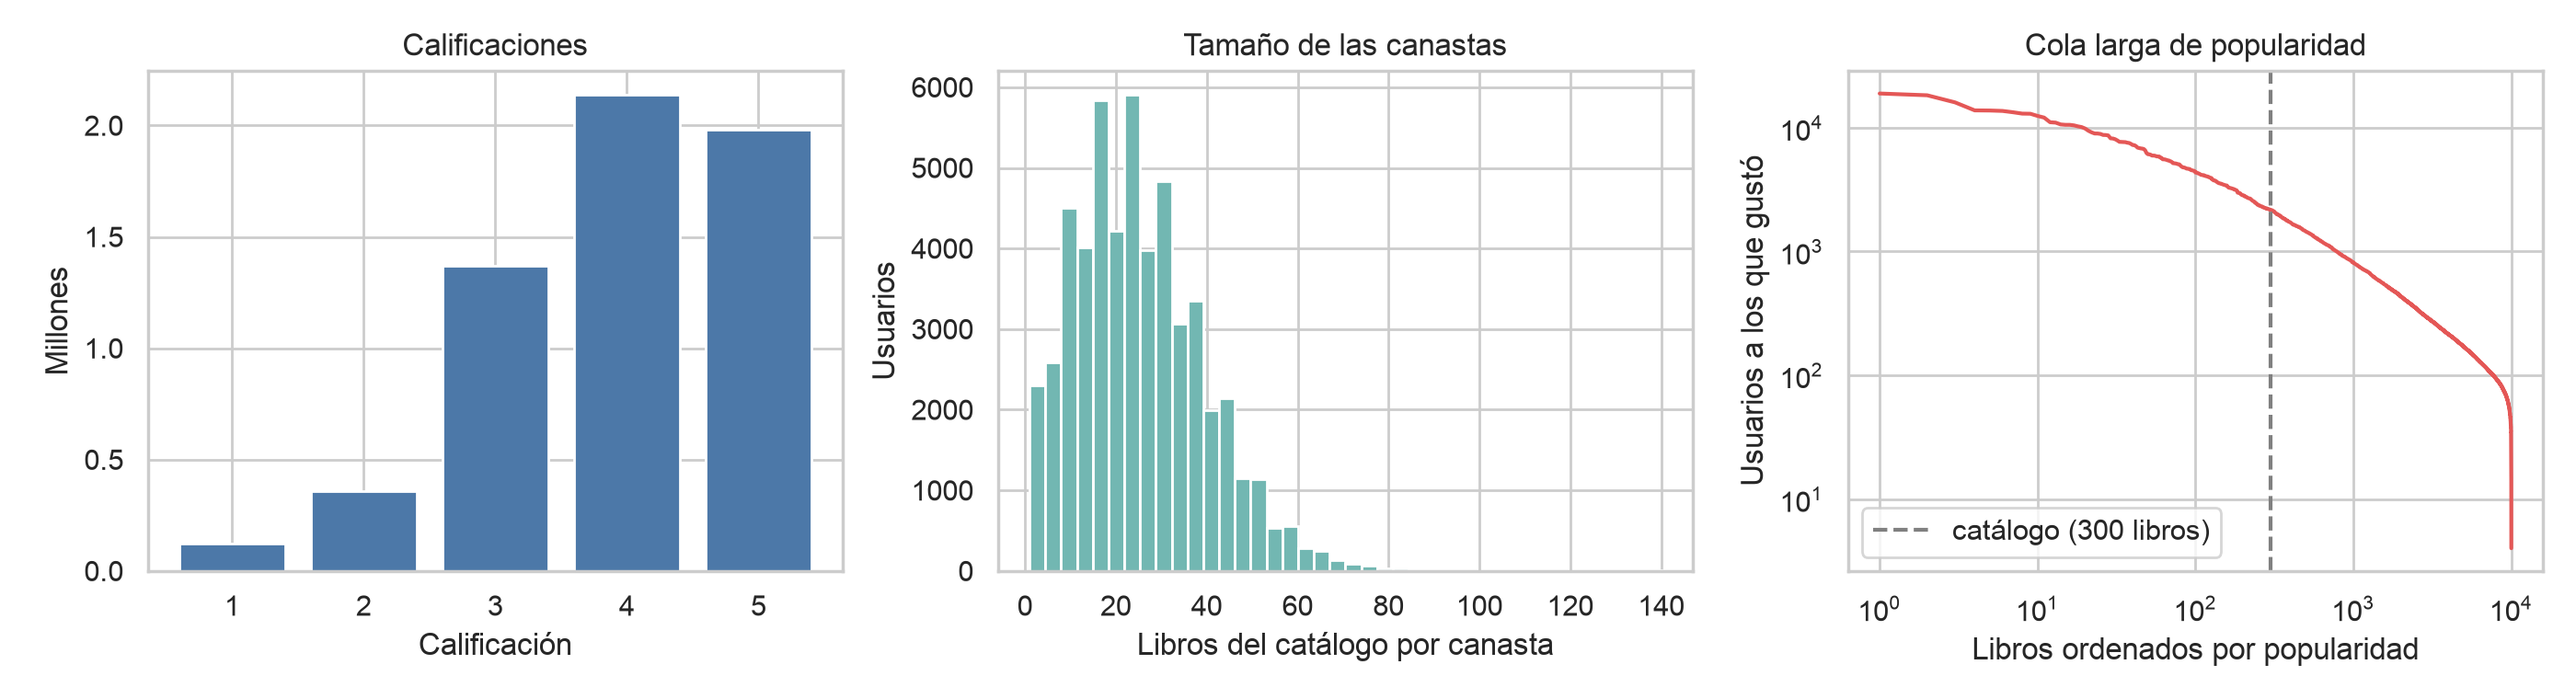 Calificaciones
Millones
2.0
1.5
1.0
0.5
0.0
1 2 3 4 5
Calificación
Tamaño de las canastas
Usuarios
6000
5000
4000
3000
2000
1000
0
0 20 40 60 80 100 120 140
Libros del catálogo por canasta
Cola larga de popularidad
Usuarios a los que gustó
10⁴
10³
10²
10¹
catálogo (300 libros)
10⁰ 10¹ 10² 10³ 10⁴
Libros ordenados por popularidad